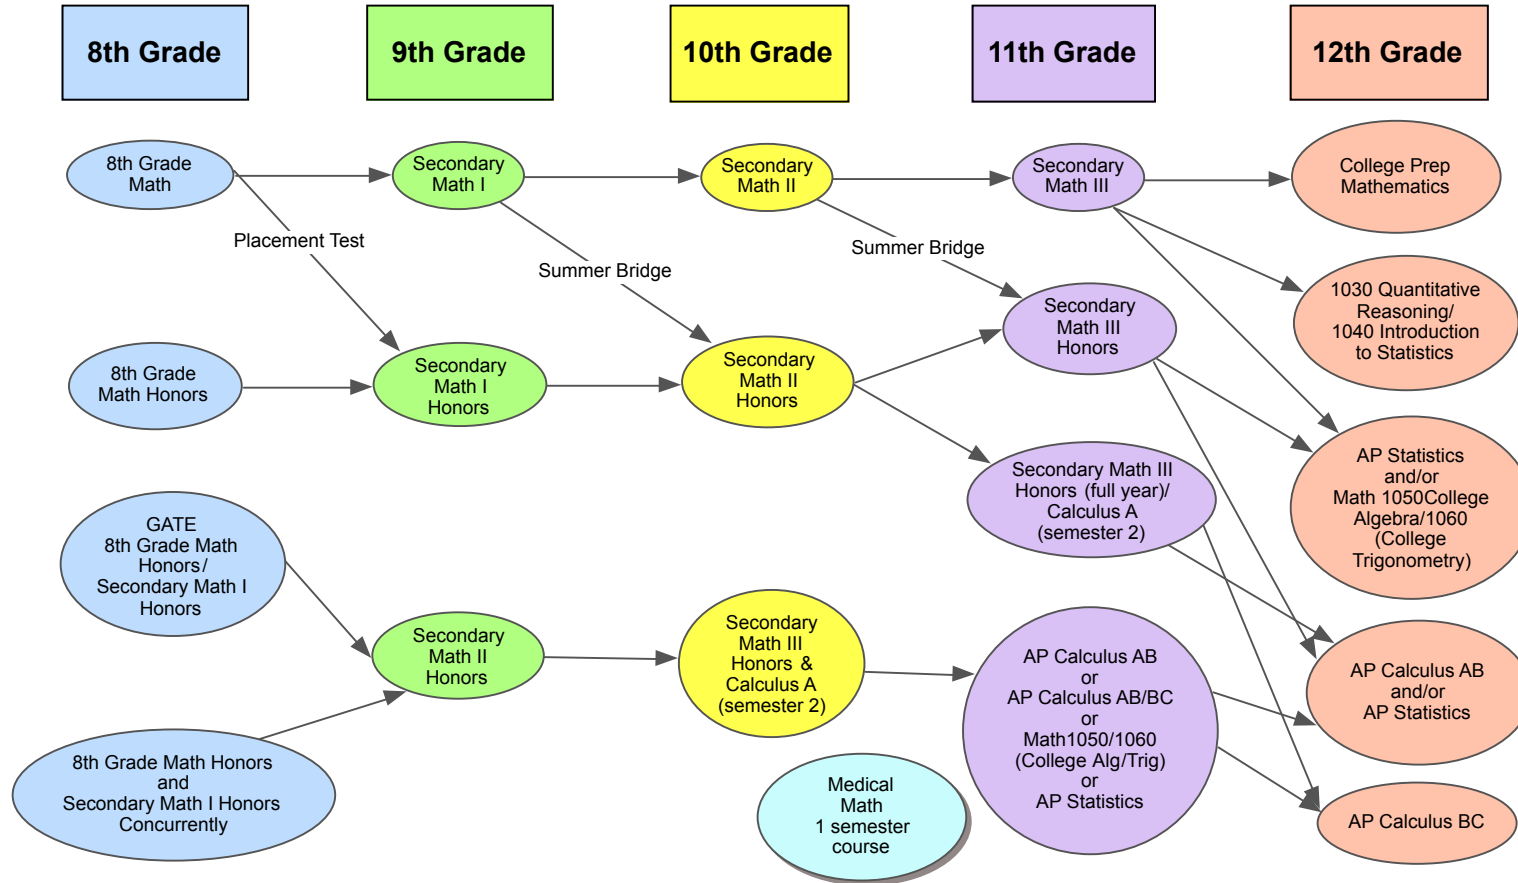 8th Grade
9th Grade
10th Grade
11th Grade
12th Grade
8th Grade
Math
Secondary
Math I
Secondary
Math II
Secondary
Math III
College Prep
Mathematics
Placement Test
Summer Bridge
Summer Bridge
1030 Quantitative
Reasoning/
1040 Introduction
to Statistics
8th Grade
Math Honors
Secondary
Math I
Honors
Secondary
Math II
Honors
Secondary
Math III
Honors
Secondary Math III
Honors (full year)/
Calculus A
(semester 2)
AP Statistics
and/or
Math 1050College
Algebra/1060
(College
Trigonometry)
GATE
8th Grade Math
Honors/
Secondary Math I
Honors
Secondary
Math II
Honors
Secondary
Math III
Honors &
Calculus A
(semester 2)
AP Calculus AB
or
AP Calculus AB/BC
or
Math1050/1060
(College Alg/Trig)
or
AP Statistics
AP Calculus AB
and/or
AP Statistics
8th Grade Math Honors
and
Secondary Math I Honors
Concurrently
Medical
Math
1 semester
course
AP Calculus BC